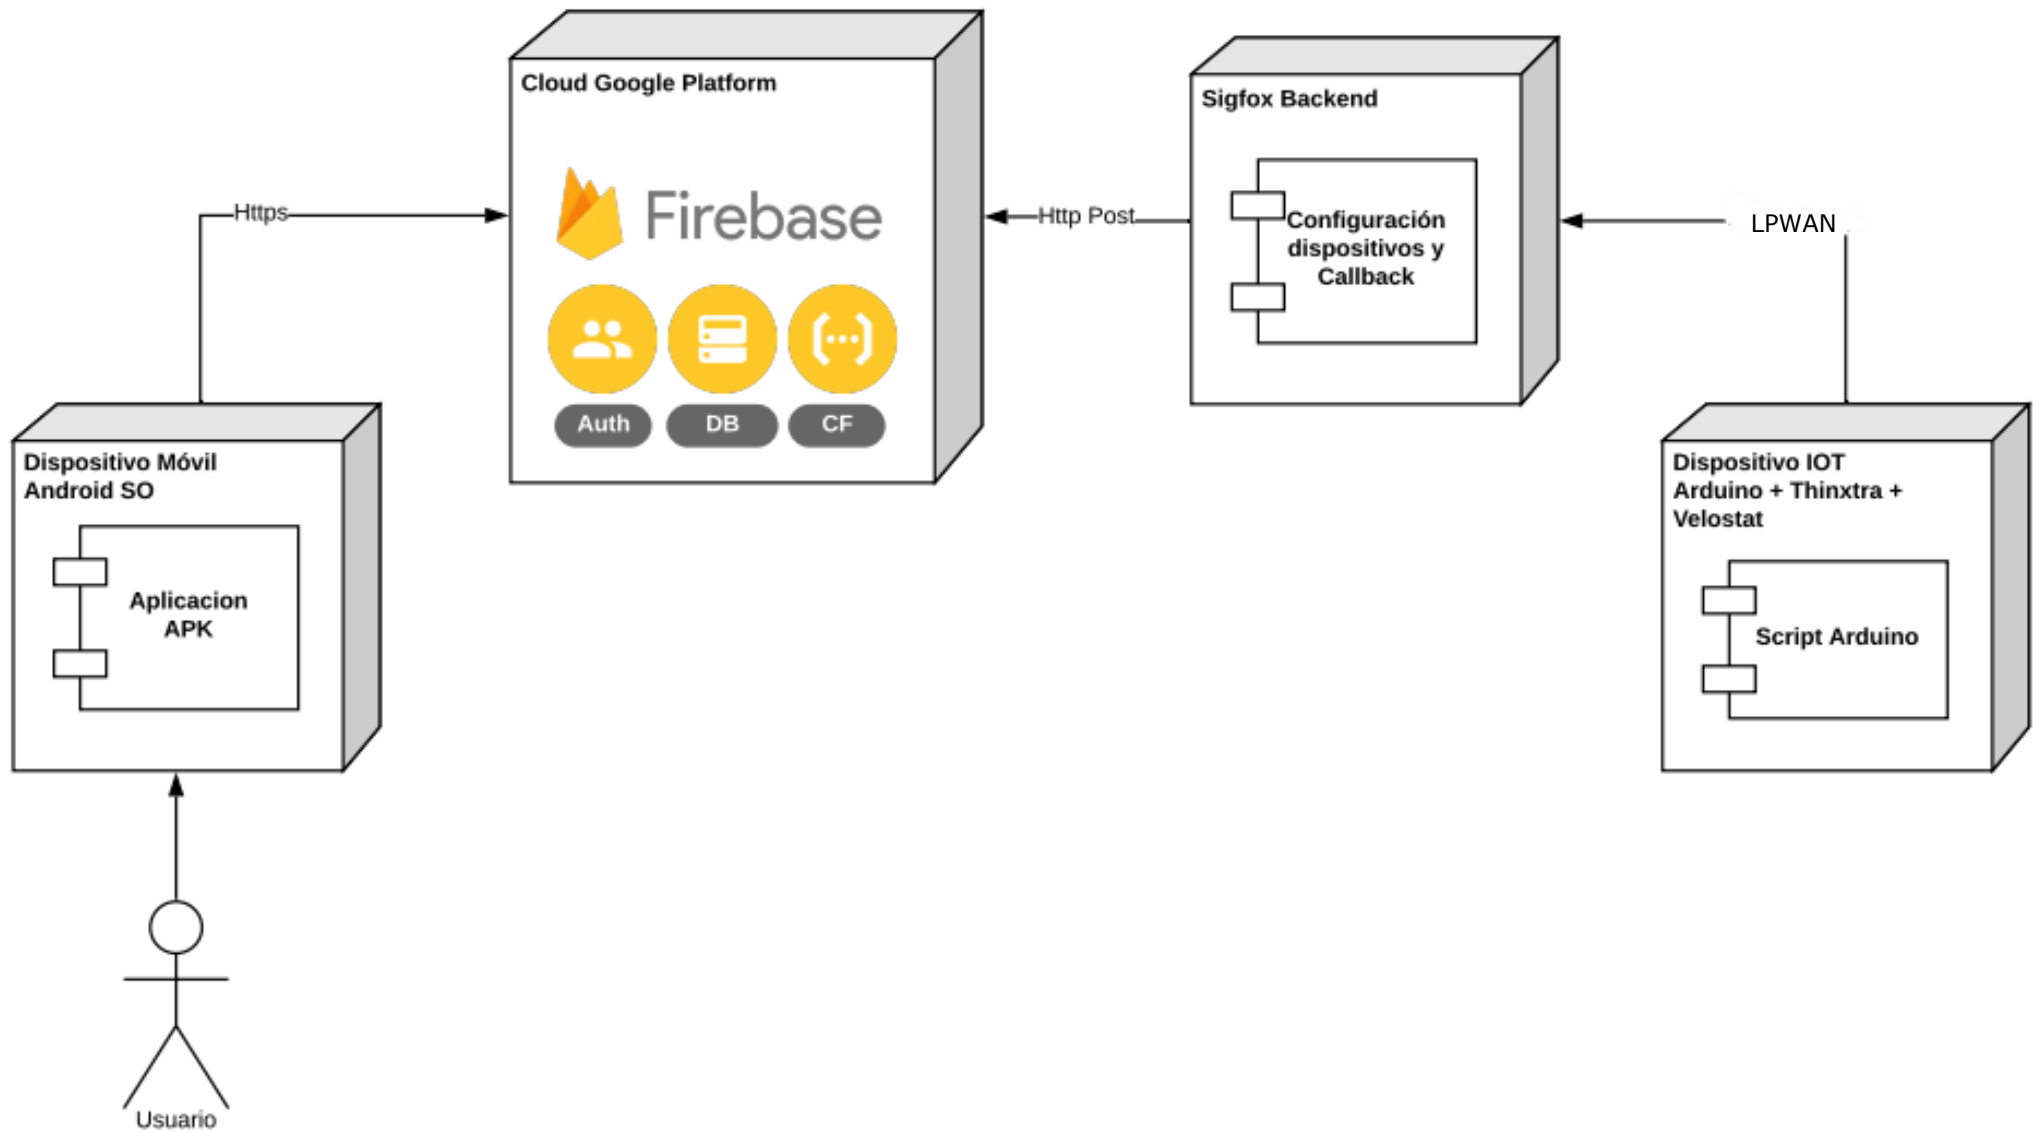 Cloud Google Platform
Firebase
Auth
DB
CF
Sigfox Backend
Configuración
dispositivos y
Callback
Https
Http Post
LPWAN
Dispositivo Móvil
Android SO
Aplicacion
APK
Dispositivo IOT
Arduino + Thinxtra +
Velostat
Script Arduino
Usuario